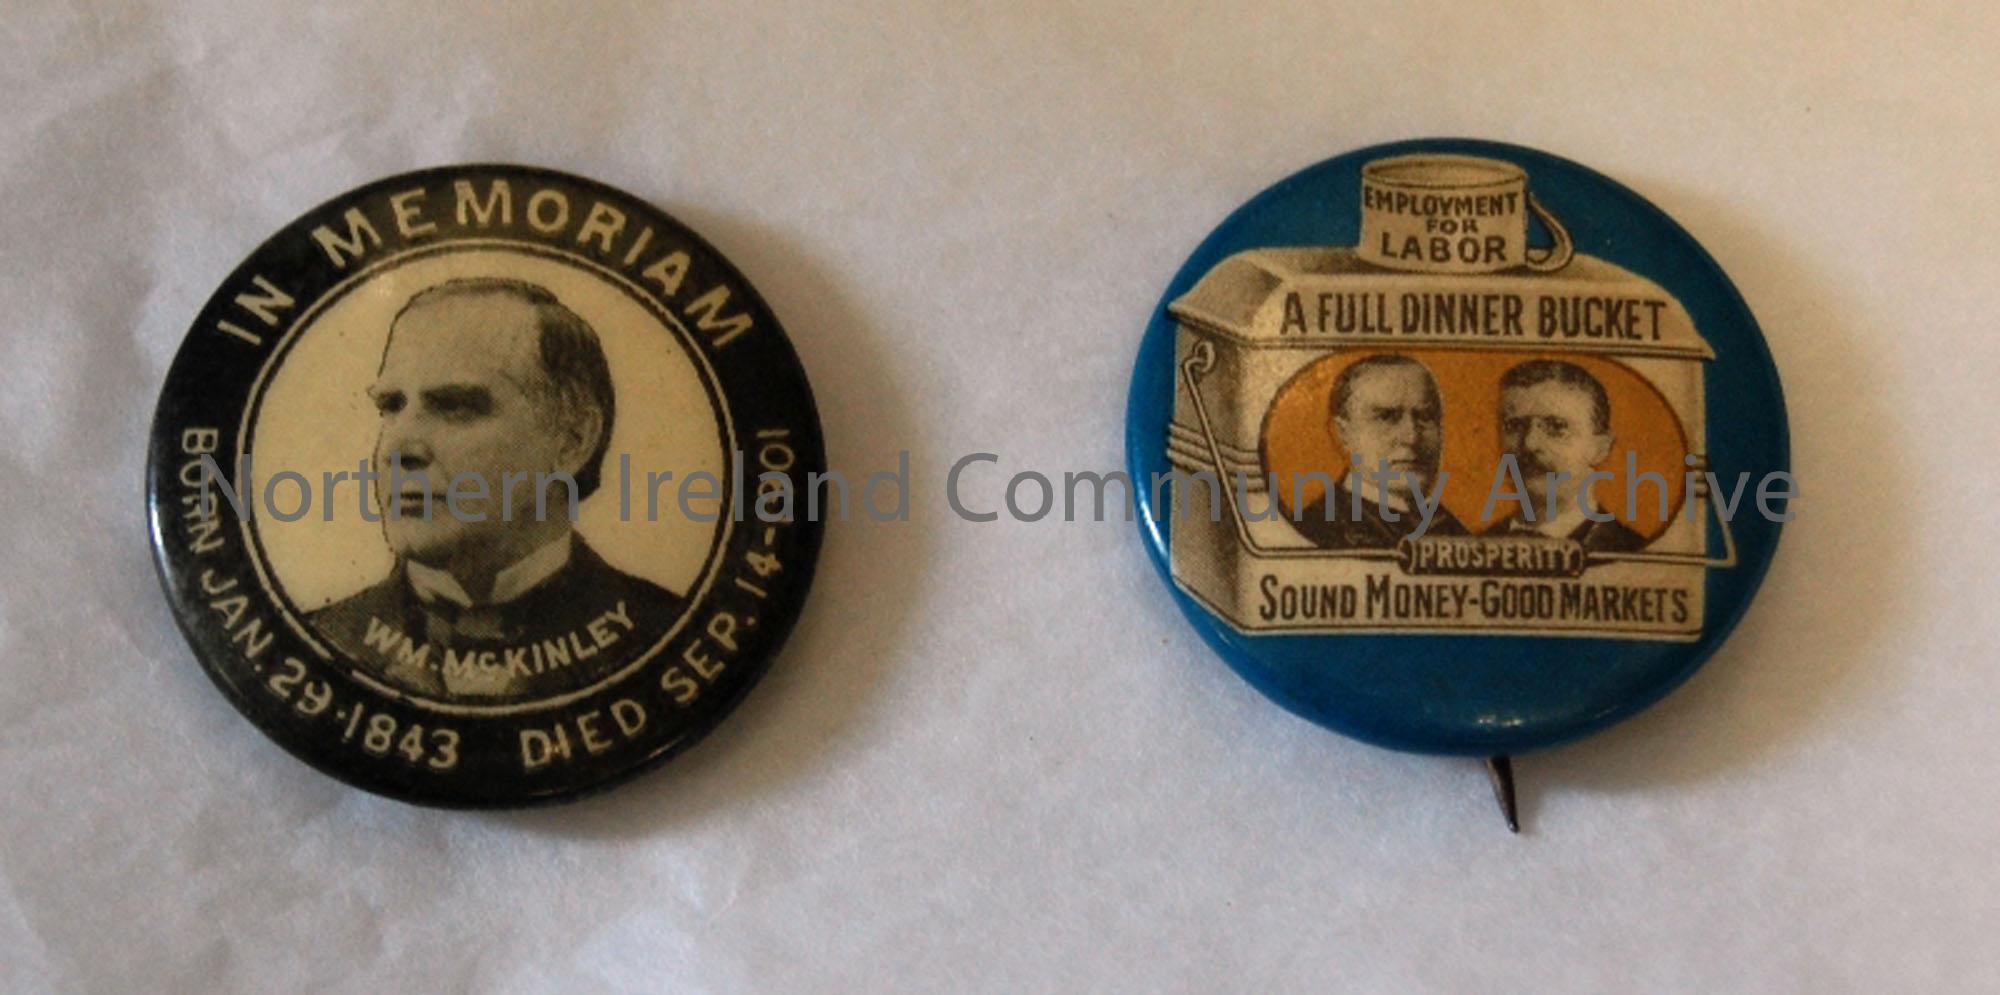 IN MEMORIAM
WM. McKINLEY
BORN JAN. 29·1843 DIED SEP. 14-1901
EMPLOYMENT
FOR
LABOR
A FULL DINNER BUCKET
PROSPERITY
SOUND MONEY-GOOD MARKETS
Northern Ireland Community Archive